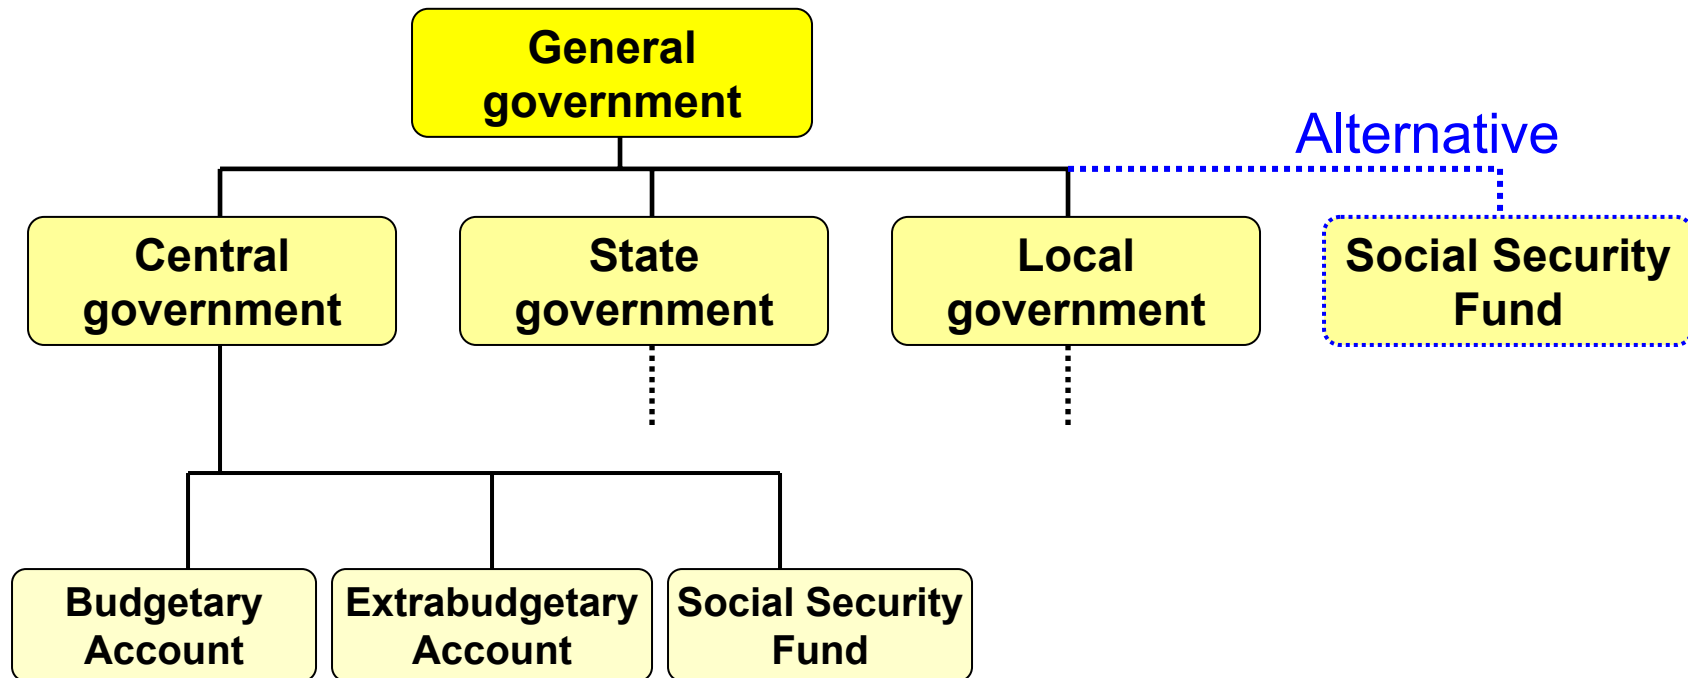 General
government
Alternative
Central
government
State
government
Local
government
Social Security
Fund
Budgetary
Account
Extrabudgetary
Account
Social Security
Fund